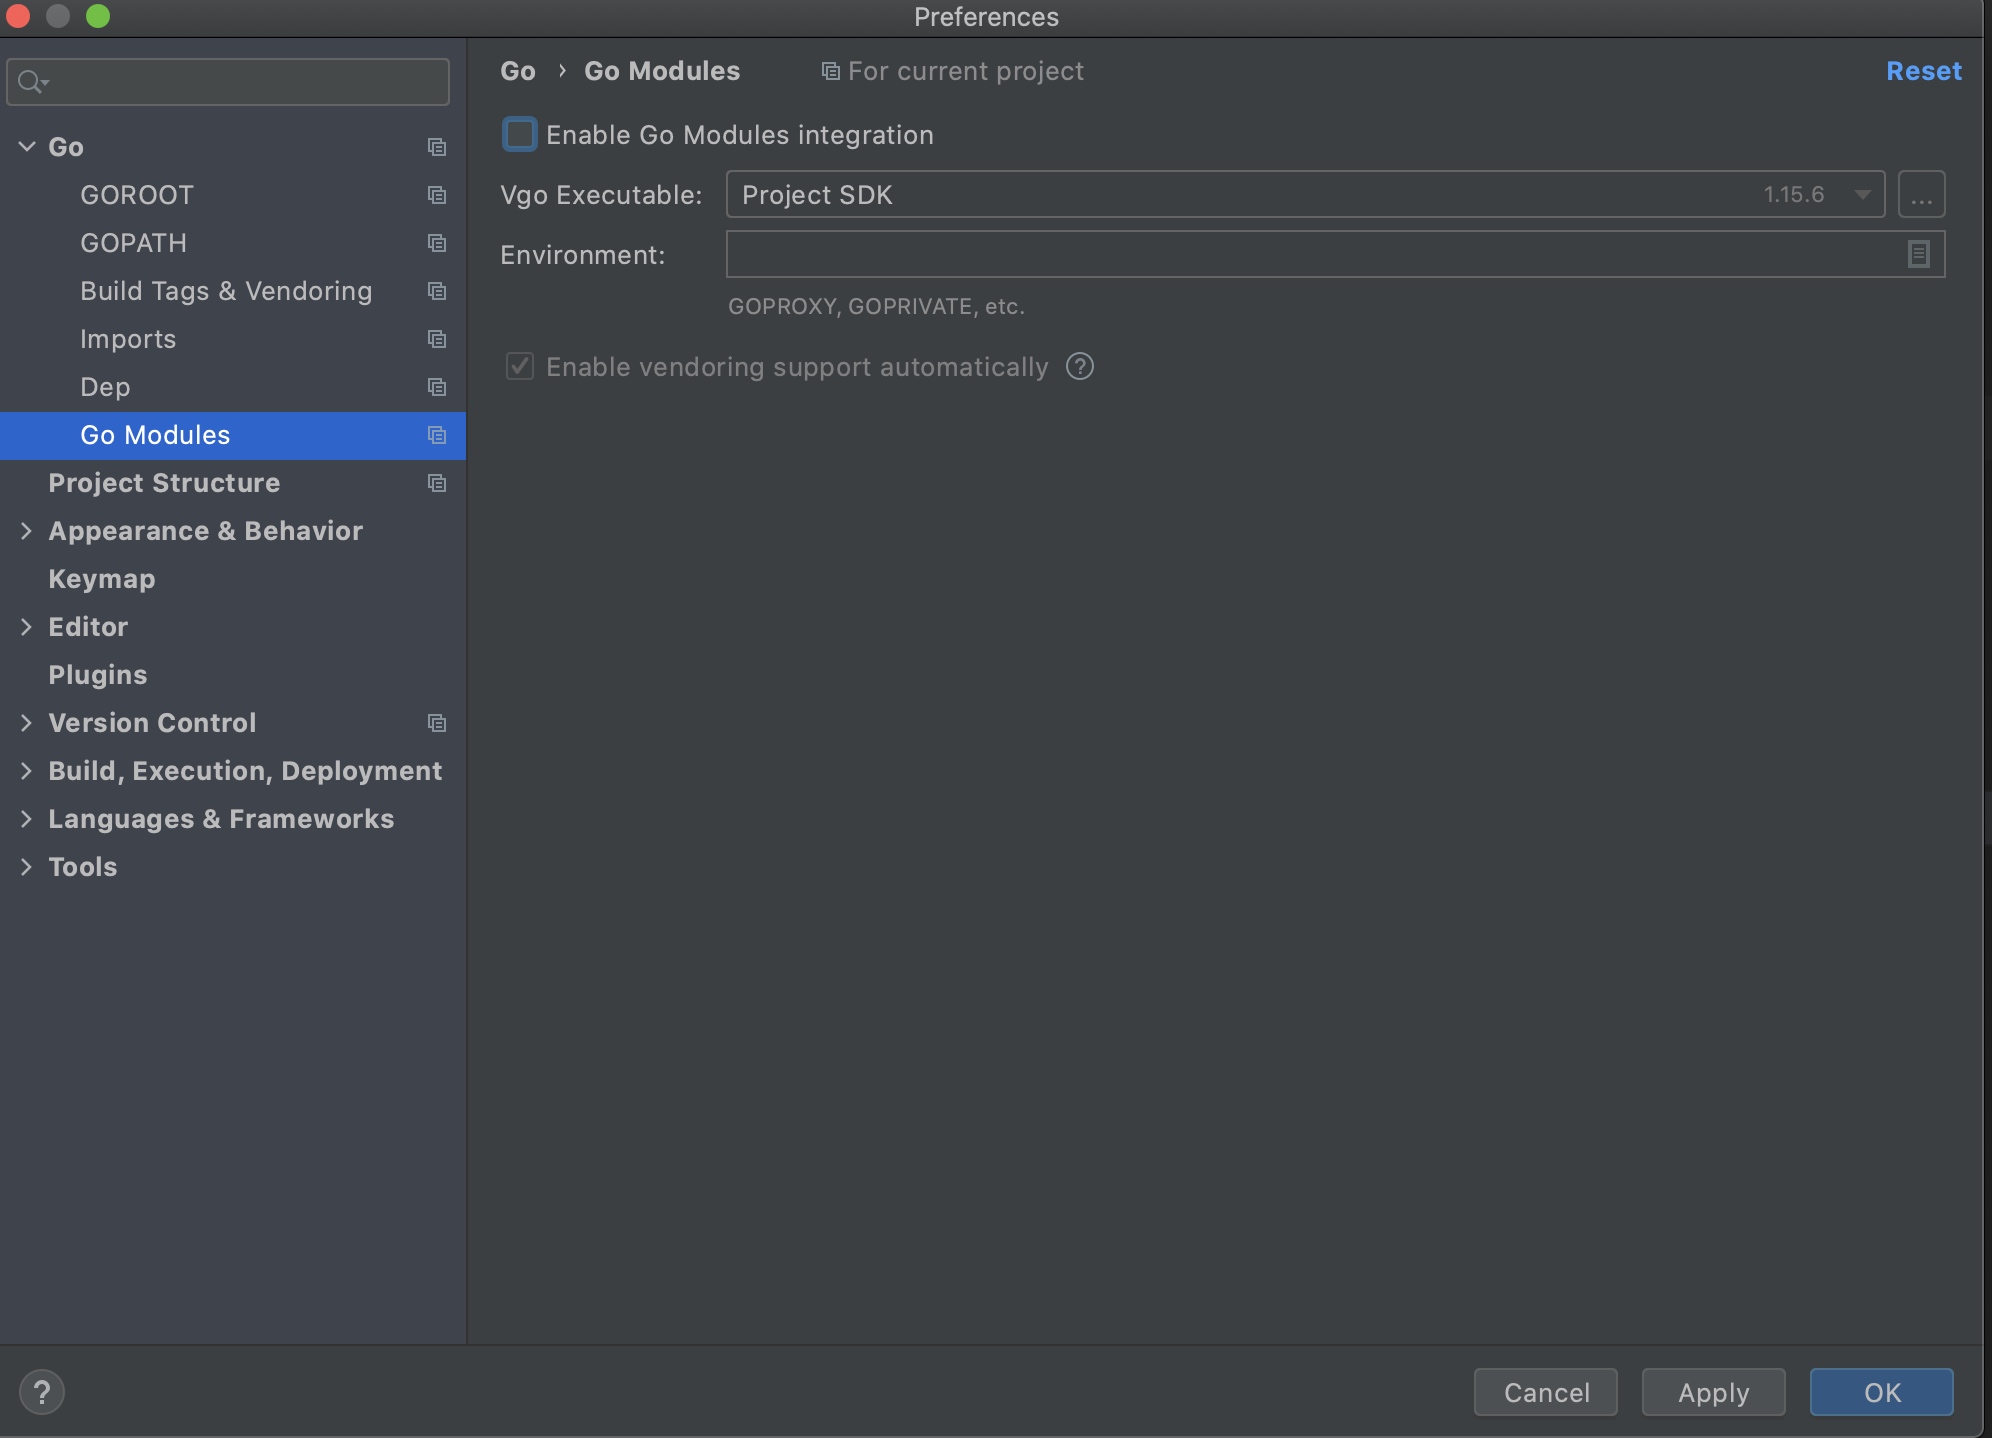 Preferences
Go › Go Modules For current project Reset
Go
GOROOT
GOPATH
Build Tags & Vendoring
Imports
Dep
Go Modules
Project Structure
Appearance & Behavior
Keymap
Editor
Plugins
Version Control
Build, Execution, Deployment
Languages & Frameworks
Tools
Enable Go Modules integration
Vgo Executable: Project SDK 1.15.6 ...
Environment:
GOPROXY, GOPRIVATE, etc.
Enable vendoring support automatically ?
? Cancel Apply OK